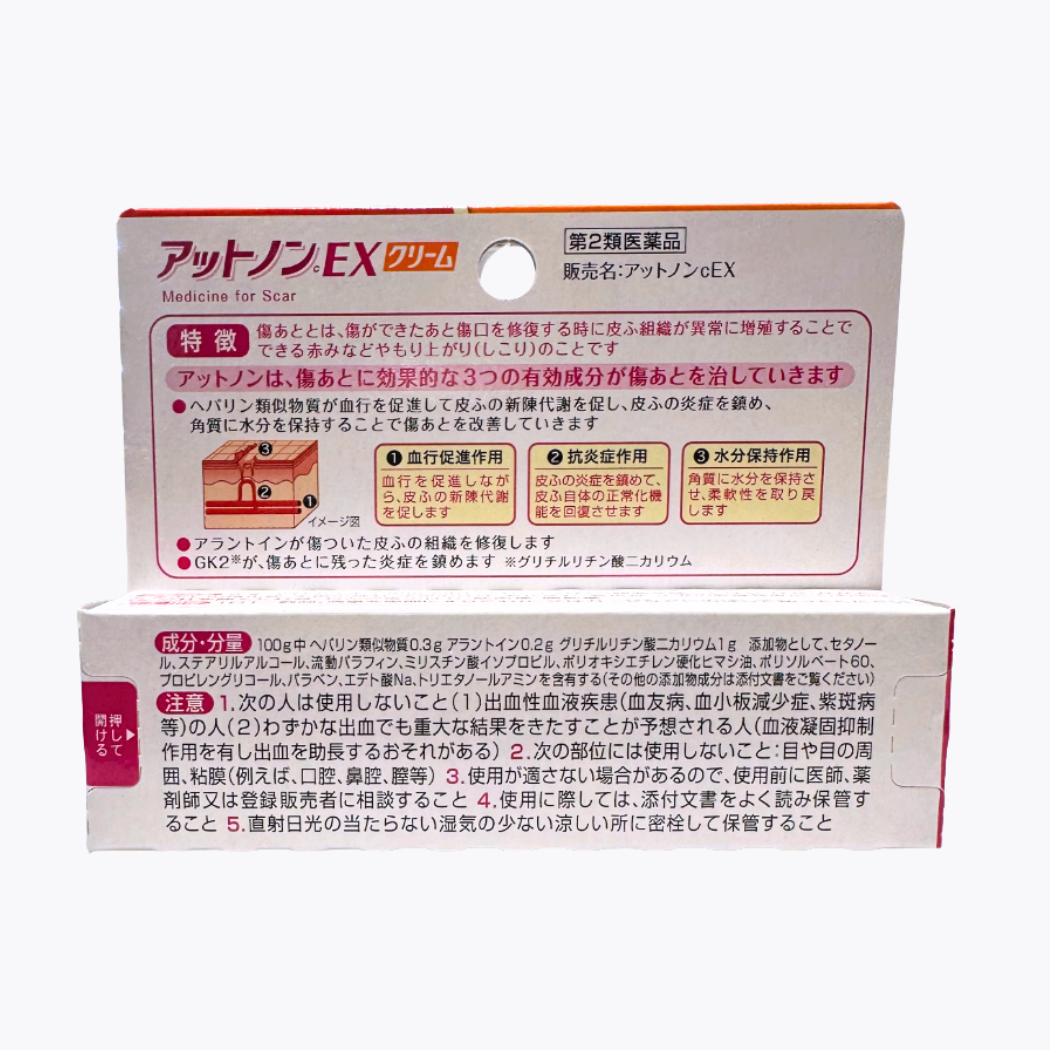 アットノンcEX クリーム
Medicine for Scar
第2類医薬品
販売名:アットノンcEX
特徴
傷あととは、傷ができたあと傷口を修復する時に皮ふ組織が異常に増殖することで
できる赤みなどやもり上がり(しこり)のことです
アットノンは、傷あとに効果的な3つの有効成分が傷あとを治していきます
●ヘパリン類似物質が血行を促進して皮ふの新陳代謝を促し、皮ふの炎症を鎮め、
角質に水分を保持することで傷あとを改善していきます
❸
❷
❶
イメージ図
❶血行促進作用
血行を促進しなが
ら、皮ふの新陳代謝
を促します
❷抗炎症作用
皮ふの炎症を鎮めて、
皮ふ自体の正常化機
能を回復させます
❸水分保持作用
角質に水分を保持さ
せ、柔軟性を取り戻
します
●アラントインが傷ついた皮ふの組織を修復します
●GK2※が、傷あとに残った炎症を鎮めます ※グリチルリチン酸二カリウム
成分・分量 100g中 ヘパリン類似物質0.3g アラントイン0.2g グリチルリチン酸二カリウム1g 添加物として、セタノー
ル、ステアリルアルコール、流動パラフィン、ミリスチン酸イソプロピル、ポリオキシエチレン硬化ヒマシ油、ポリソルベート60、
プロピレングリコール、パラベン、エデト酸Na、トリエタノールアミンを含有する(その他の添加物成分は添付文書をご覧ください)
注意 1.次の人は使用しないこと(1)出血性血液疾患(血友病、血小板減少症、紫斑病
等)の人(2)わずかな出血でも重大な結果をきたすことが予想される人(血液凝固抑制
作用を有し出血を助長するおそれがある) 2.次の部位には使用しないこと:目や目の周
囲、粘膜(例えば、口腔、鼻腔、膣等) 3.使用が適さない場合があるので、使用前に医師、薬
剤師又は登録販売者に相談すること 4.使用に際しては、添付文書をよく読み保管す
ること 5.直射日光の当たらない湿気の少ない涼しい所に密栓して保管すること
押して
開ける